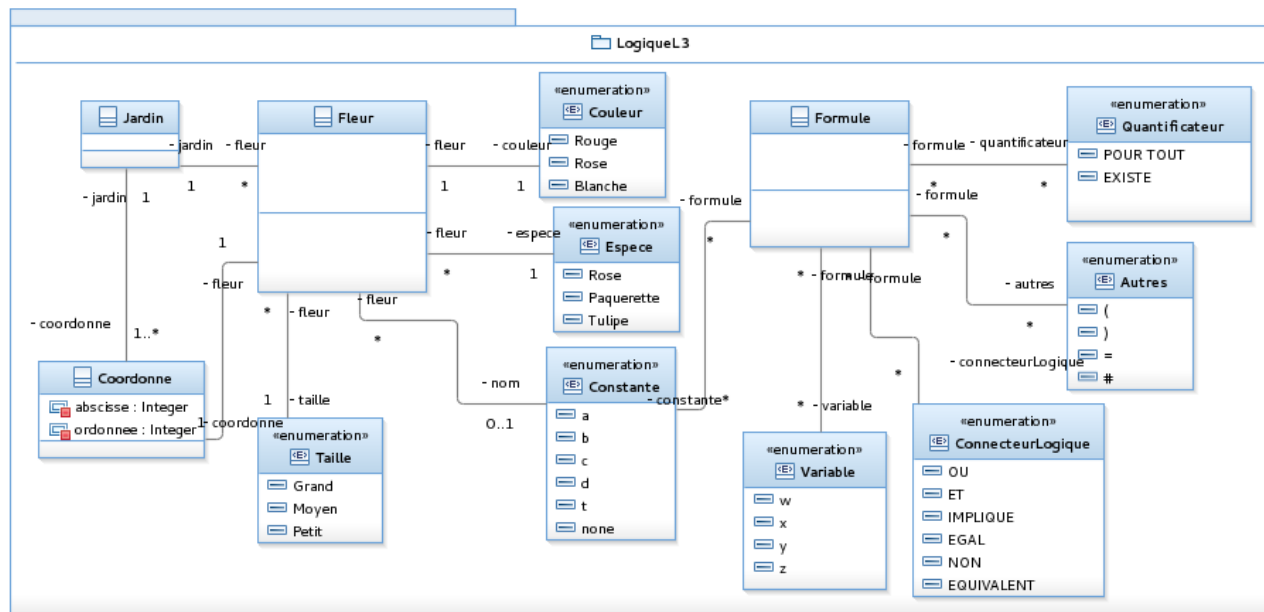 LogiqueL3
Jardin
Fleur
«enumeration»
Couleur
Rouge
Rose
Blanche
Formule
«enumeration»
Quantificateur
POUR TOUT
EXISTE
- jardin
- fleur
1
*
- fleur
- couleur
1
1
- formule
- quantificateur
*
*
- jardin
1
- coordonne
1..*
1
- fleur
- fleur
- espece
*
1
«enumeration»
Espece
Rose
Paquerette
Tulipe
- formule
*
- formule
*
- autres
*
«enumeration»
Autres
(
)
=
#
* - formule
* - formule
* - variable
- connecteurLogique
*
* - fleur
1 - taille
- fleur
*
- nom
0..1
- constante*
Coordonne
abscisse : Integer
ordonnee : Integer
1- coordonne
«enumeration»
Taille
Grand
Moyen
Petit
«enumeration»
Constante
a
b
c
d
t
none
«enumeration»
Variable
w
x
y
z
«enumeration»
ConnecteurLogique
OU
ET
IMPLIQUE
EGAL
NON
EQUIVALENT